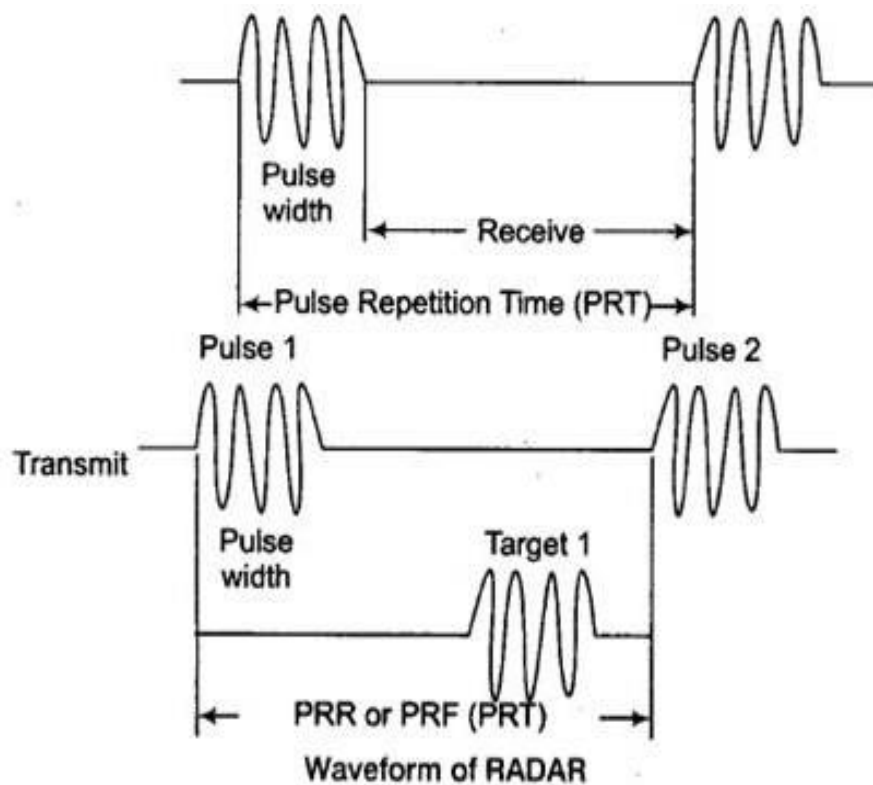 Pulse
width
Receive
Pulse Repetition Time (PRT)
Pulse 1
Pulse 2
Transmit
Pulse
width
Target 1
PRR or PRF (PRT)
Waveform of RADAR